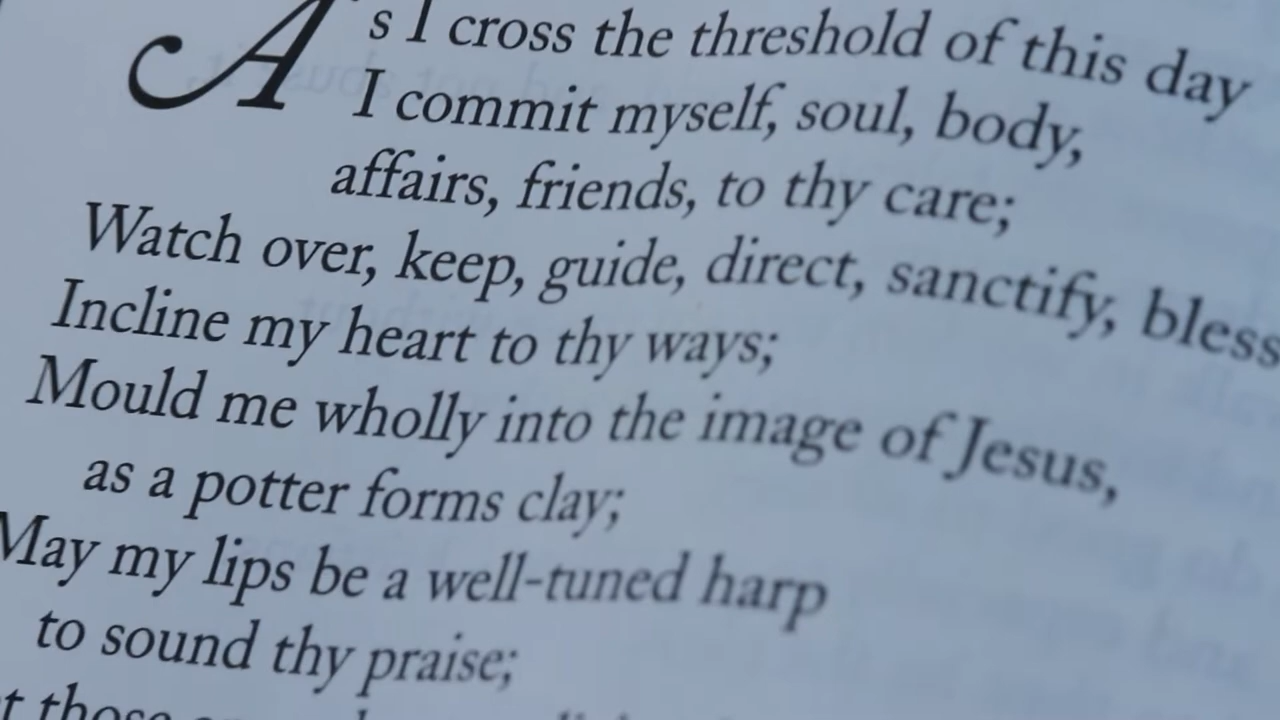 As I cross the threshold of this day
I commit myself, soul, body,
affairs, friends, to thy care;
Watch over, keep, guide, direct, sanctify, bless
Incline my heart to thy ways;
Mould me wholly into the image of Jesus,
as a potter forms clay;
May my lips be a well-tuned harp
to sound thy praise;
those